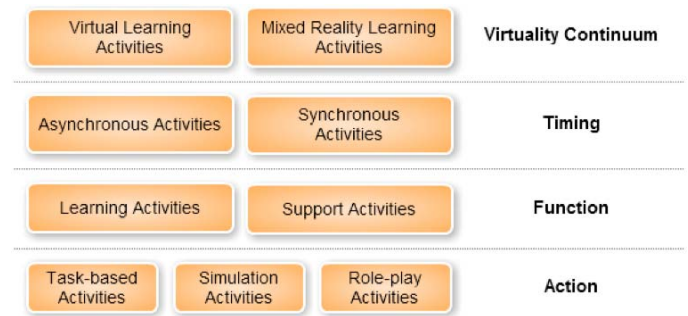 Virtual Learning
Activities
Mixed Reality Learning
Activities
Virtuality Continuum
Asynchronous Activities
Synchronous
Activities
Timing
Learning Activities
Support Activities
Function
Task-based
Activities
Simulation
Activities
Role-play
Activities
Action